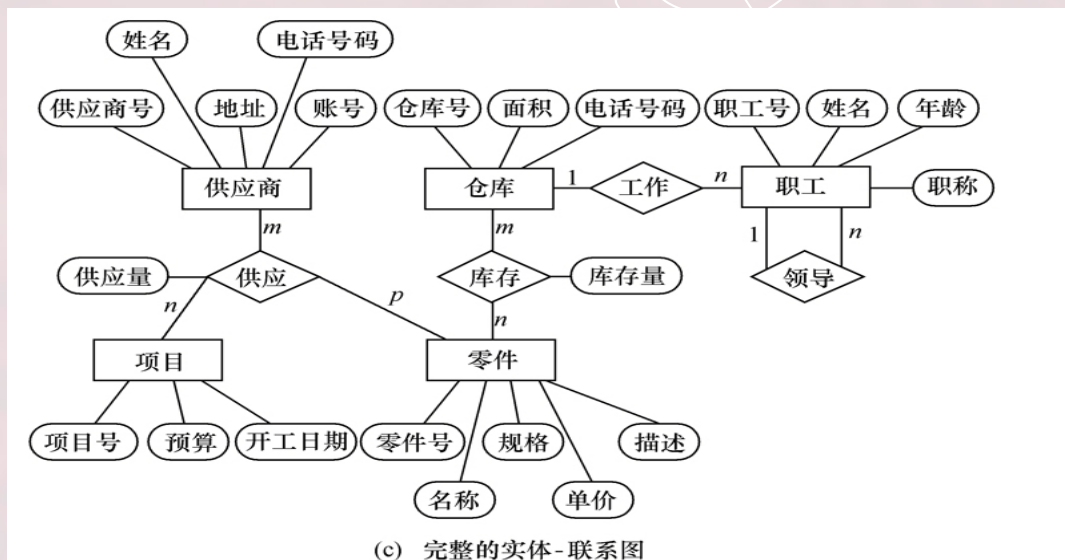 姓名 电话号码
供应商号 地址 账号 仓库号 面积 电话号码 职工号 姓名 年龄
供应商 仓库 1 工作 n 职工 职称
m m 1 n
供应量 供应 库存 库存量 领导
n p n
项目 零件
项目号 预算 开工日期 零件号 规格 描述
名称 单价
(c) 完整的实体-联系图